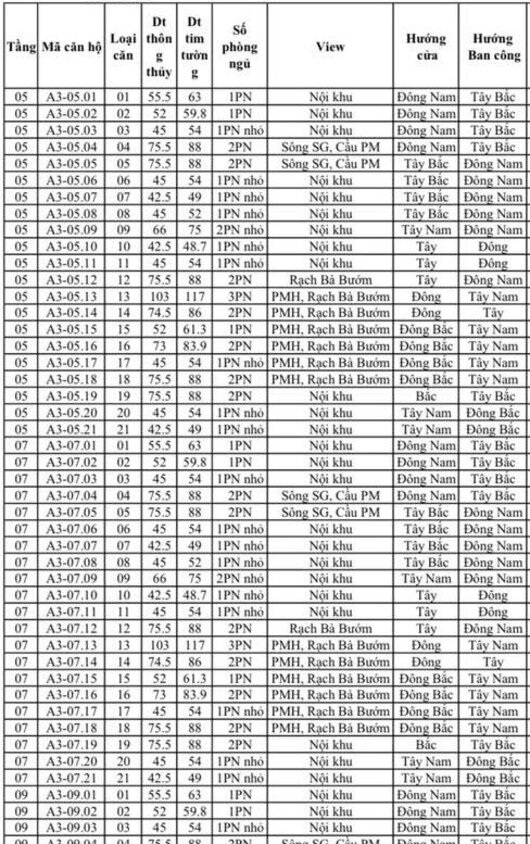 Tầng Mã căn hộ Loại căn Dt thông thủy Dt tim tường Số phòng ngủ View Hướng cửa Hướng Ban công
05 A3-05.01 01 55.5 63 1PN Nội khu Đông Nam Tây Bắc
05 A3-05.02 02 52 59.8 1PN Nội khu Đông Nam Tây Bắc
05 A3-05.03 03 45 54 1PN nhỏ Nội khu Đông Nam Tây Bắc
05 A3-05.04 04 75.5 88 2PN Sông SG, Cầu PM Đông Nam Tây Bắc
05 A3-05.05 05 75.5 88 2PN Sông SG, Cầu PM Tây Bắc Đông Nam
05 A3-05.06 06 45 54 1PN nhỏ Nội khu Tây Bắc Đông Nam
05 A3-05.07 07 42.5 49 1PN nhỏ Nội khu Tây Bắc Đông Nam
05 A3-05.08 08 45 52 1PN nhỏ Nội khu Tây Bắc Đông Nam
05 A3-05.09 09 66 75 2PN nhỏ Nội khu Tây Nam Đông Nam
05 A3-05.10 10 42.5 48.7 1PN nhỏ Nội khu Tây Đông
05 A3-05.11 11 45 54 1PN nhỏ Nội khu Tây Đông
05 A3-05.12 12 75.5 88 2PN Rạch Bà Bướm Tây Đông Nam
05 A3-05.13 13 103 117 3PN PMH, Rạch Bà Bướm Đông Tây Nam
05 A3-05.14 14 74.5 86 2PN PMH, Rạch Bà Bướm Đông Tây
05 A3-05.15 15 52 61.3 1PN PMH, Rạch Bà Bướm Đông Bắc Tây Nam
05 A3-05.16 16 73 83.9 2PN PMH, Rạch Bà Bướm Đông Bắc Tây Nam
05 A3-05.17 17 45 54 1PN nhỏ PMH, Rạch Bà Bướm Đông Bắc Tây Nam
05 A3-05.18 18 75.5 88 2PN PMH, Rạch Bà Bướm Đông Bắc Tây Nam
05 A3-05.19 19 75.5 88 2PN Nội khu Bắc Tây Bắc
05 A3-05.20 20 45 54 1PN nhỏ Nội khu Tây Nam Đông Bắc
05 A3-05.21 21 42.5 49 1PN nhỏ Nội khu Tây Nam Đông Bắc
07 A3-07.01 01 55.5 63 1PN Nội khu Đông Nam Tây Bắc
07 A3-07.02 02 52 59.8 1PN Nội khu Đông Nam Tây Bắc
07 A3-07.03 03 45 54 1PN nhỏ Nội khu Đông Nam Tây Bắc
07 A3-07.04 04 75.5 88 2PN Sông SG, Cầu PM Đông Nam Tây Bắc
07 A3-07.05 05 75.5 88 2PN Sông SG, Cầu PM Tây Bắc Đông Nam
07 A3-07.06 06 45 54 1PN nhỏ Nội khu Tây Bắc Đông Nam
07 A3-07.07 07 42.5 49 1PN nhỏ Nội khu Tây Bắc Đông Nam
07 A3-07.08 08 45 52 1PN nhỏ Nội khu Tây Bắc Đông Nam
07 A3-07.09 09 66 75 2PN nhỏ Nội khu Tây Nam Đông Nam
07 A3-07.10 10 42.5 48.7 1PN nhỏ Nội khu Tây Đông
07 A3-07.11 11 45 54 1PN nhỏ Nội khu Tây Đông
07 A3-07.12 12 75.5 88 2PN Rạch Bà Bướm Tây Đông Nam
07 A3-07.13 13 103 117 3PN PMH, Rạch Bà Bướm Đông Tây Nam
07 A3-07.14 14 74.5 86 2PN PMH, Rạch Bà Bướm Đông Tây
07 A3-07.15 15 52 61.3 1PN PMH, Rạch Bà Bướm Đông Bắc Tây Nam
07 A3-07.16 16 73 83.9 2PN PMH, Rạch Bà Bướm Đông Bắc Tây Nam
07 A3-07.17 17 45 54 1PN nhỏ PMH, Rạch Bà Bướm Đông Bắc Tây Nam
07 A3-07.18 18 75.5 88 2PN PMH, Rạch Bà Bướm Đông Bắc Tây Nam
07 A3-07.19 19 75.5 88 2PN Nội khu Bắc Tây Bắc
07 A3-07.20 20 45 54 1PN nhỏ Nội khu Tây Nam Đông Bắc
07 A3-07.21 21 42.5 49 1PN nhỏ Nội khu Tây Nam Đông Bắc
09 A3-09.01 01 55.5 63 1PN Nội khu Đông Nam Tây Bắc
09 A3-09.02 02 52 59.8 1PN Nội khu Đông Nam Tây Bắc
09 A3-09.03 03 45 54 1PN nhỏ Nội khu Đông Nam Tây Bắc
09 A3-09.04 04 75.5 88 2PN Sông SG, Cầu PM Đông Nam Tây Bắc